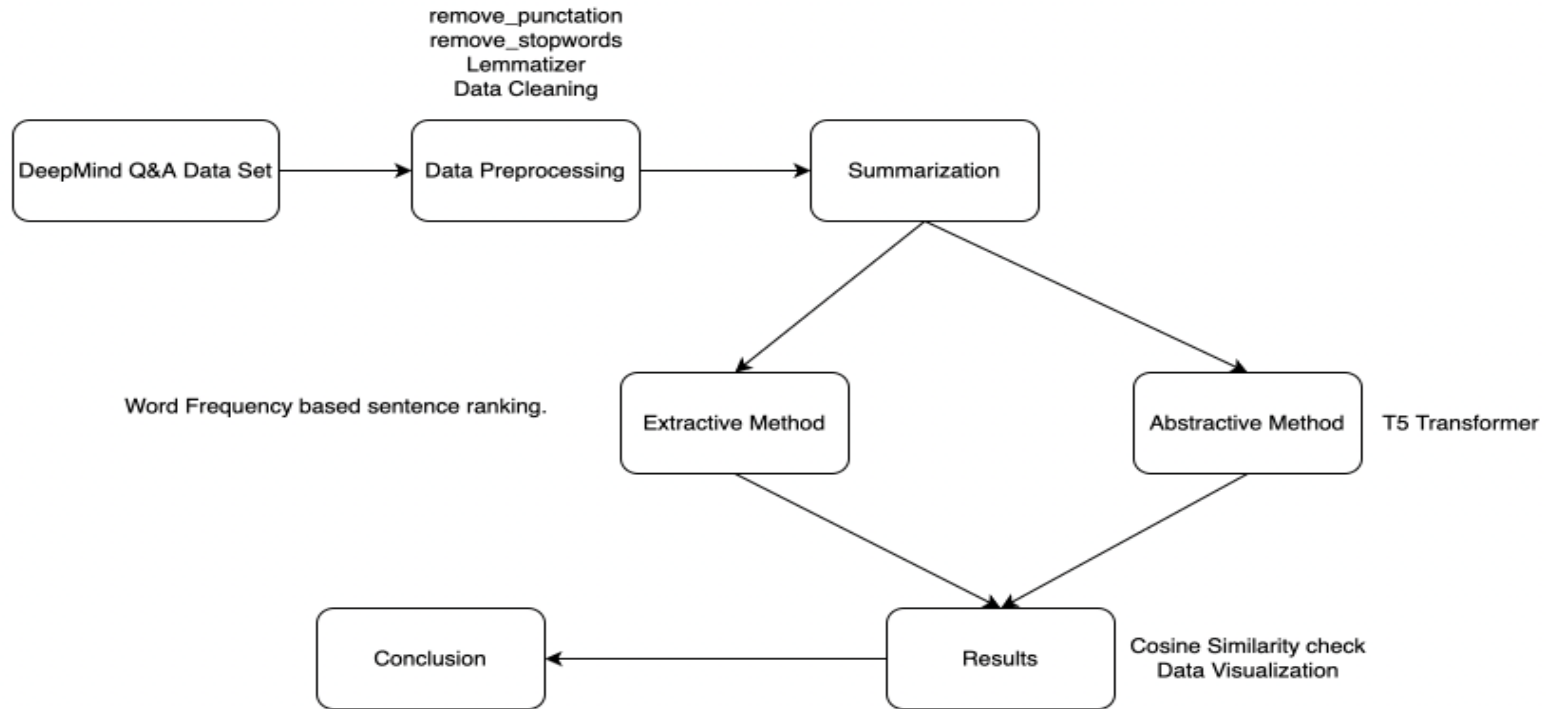 remove_punctation
remove_stopwords
Lemmatizer
Data Cleaning
DeepMind Q&A Data Set
Data Preprocessing
Summarization
Word Frequency based sentence ranking.
Extractive Method
Abstractive Method
T5 Transformer
Conclusion
Results
Cosine Similarity check
Data Visualization